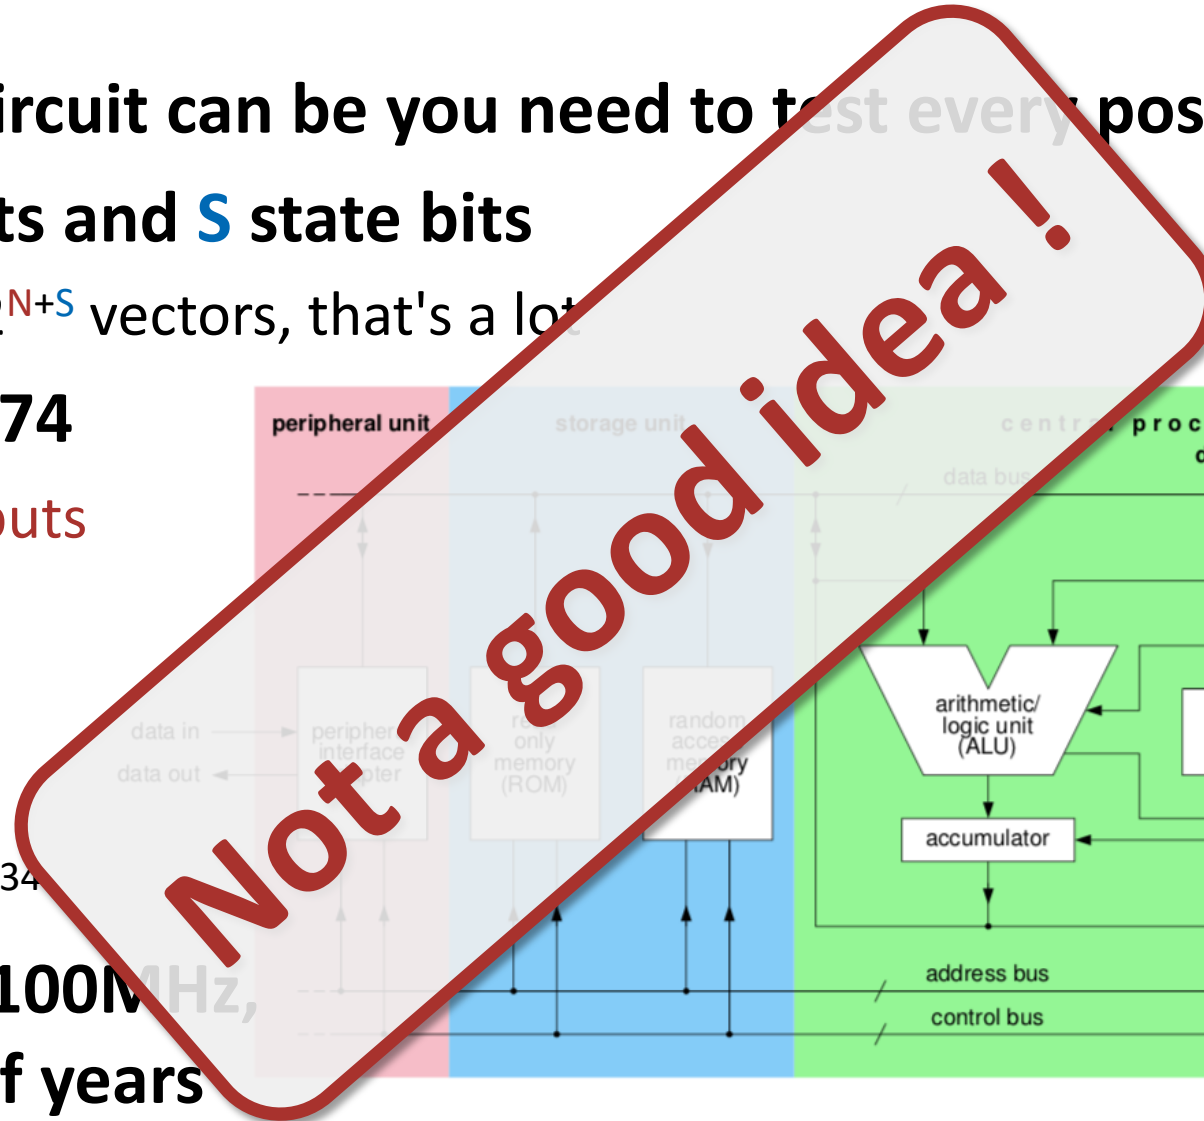 ircuit can be you need to test every pos
ts and S state bits
2^N+S vectors, that's a lot
74
outs
34
100MHz,
f years
Not a good idea !
peripheral unit
storage unit
central proc
data bus
data in
data out
peripheral
interface
read
only
memory
(ROM)
random
access
memory
(RAM)
arithmetic/
logic unit
(ALU)
accumulator
address bus
control bus